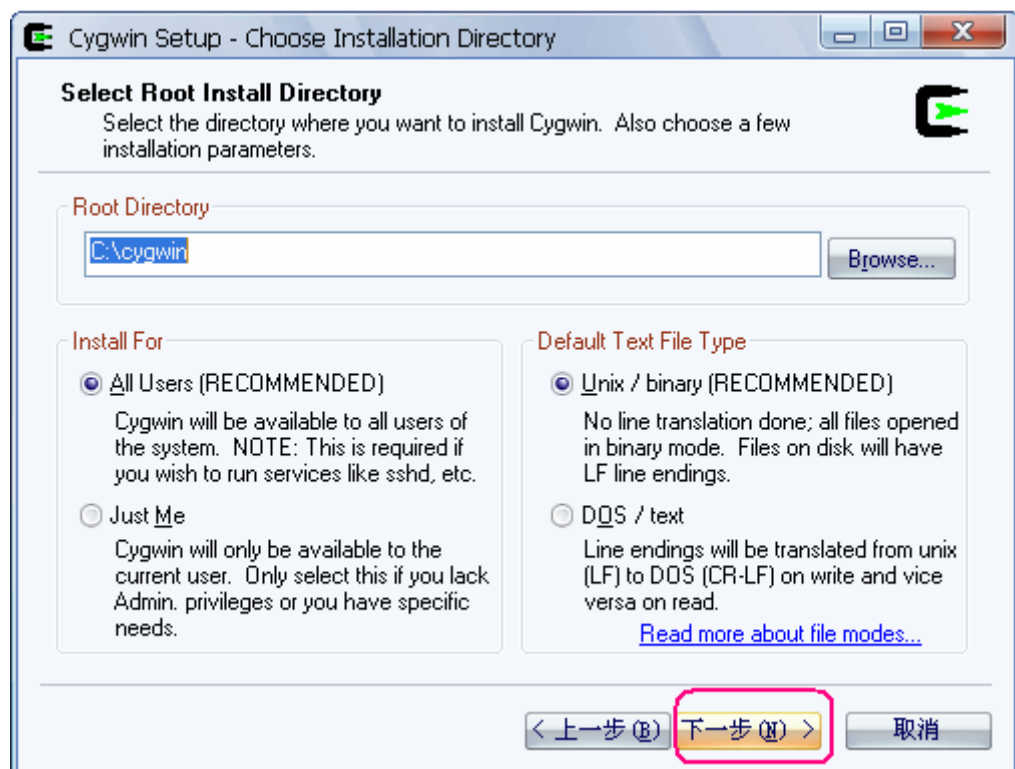 Cygwin Setup - Choose Installation Directory
Select Root Install Directory
Select the directory where you want to install Cygwin. Also choose a few
installation parameters.
Root Directory
C:\cygwin
Browse...
Install For
All Users (RECOMMENDED)
Cygwin will be available to all users of
the system. NOTE: This is required if
you wish to run services like sshd, etc.
Just Me
Cygwin will only be available to the
current user. Only select this if you lack
Admin. privileges or you have specific
needs.
Default Text File Type
Unix / binary (RECOMMENDED)
No line translation done; all files opened
in binary mode. Files on disk will have
LF line endings.
DOS / text
Line endings will be translated from unix
(LF) to DOS (CR-LF) on write and vice
versa on read.
Read more about file modes...
< 上一步(B)
下一步(N) >
取消